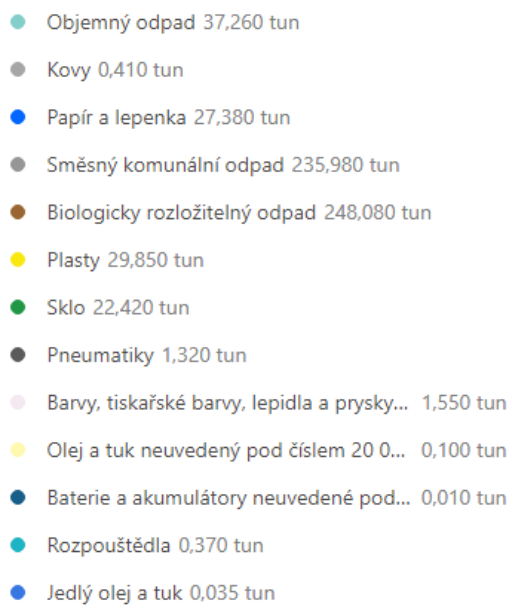 Objemný odpad 37,260 tun
Kovy 0,410 tun
Papír a lepenka 27,380 tun
Směsný komunální odpad 235,980 tun
Biologicky rozložitelný odpad 248,080 tun
Plasty 29,850 tun
Sklo 22,420 tun
Pneumatiky 1,320 tun
Barvy, tiskařské barvy, lepidla a prysky... 1,550 tun
Olej a tuk neuvedený pod číslem 20 0... 0,100 tun
Baterie a akumulátory neuvedené pod... 0,010 tun
Rozpouštědla 0,370 tun
Jedlý olej a tuk 0,035 tun